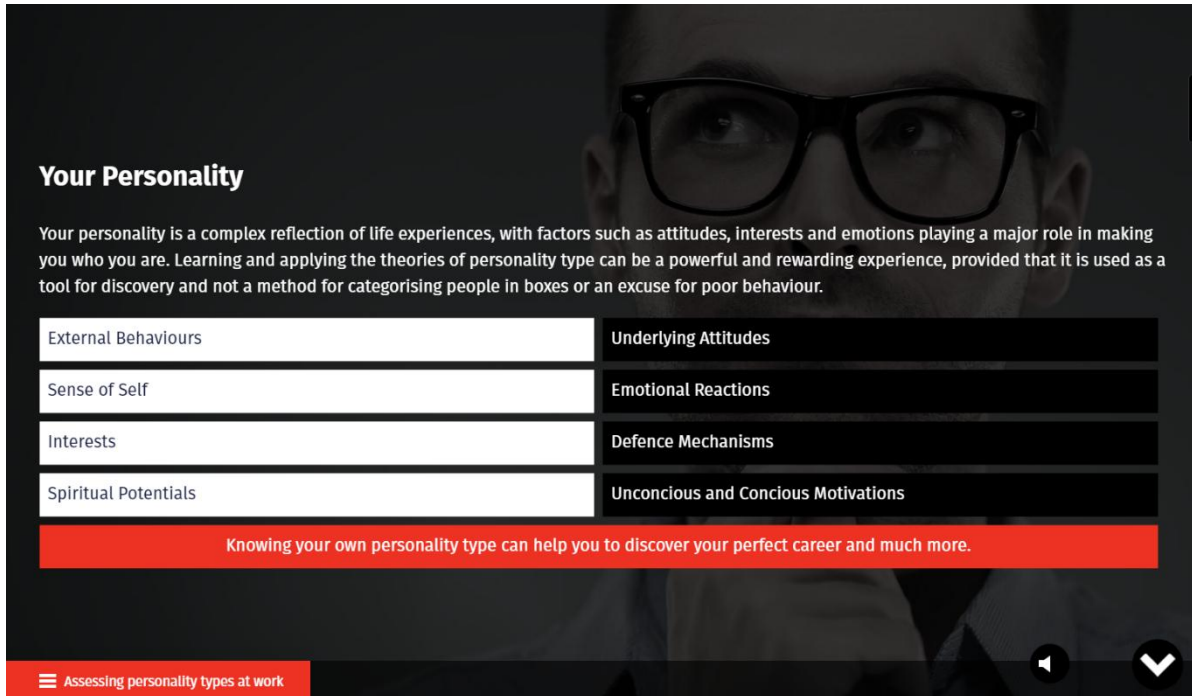 Your Personality
Your personality is a complex reflection of life experiences, with factors such as attitudes, interests and emotions playing a major role in making
you who you are. Learning and applying the theories of personality type can be a powerful and rewarding experience, provided that it is used as a
tool for discovery and not a method for categorising people in boxes or an excuse for poor behaviour.
External Behaviours
Underlying Attitudes
Sense of Self
Emotional Reactions
Interests
Defence Mechanisms
Spiritual Potentials
Unconcious and Concious Motivations
Knowing your own personality type can help you to discover your perfect career and much more.
Assessing personality types at work